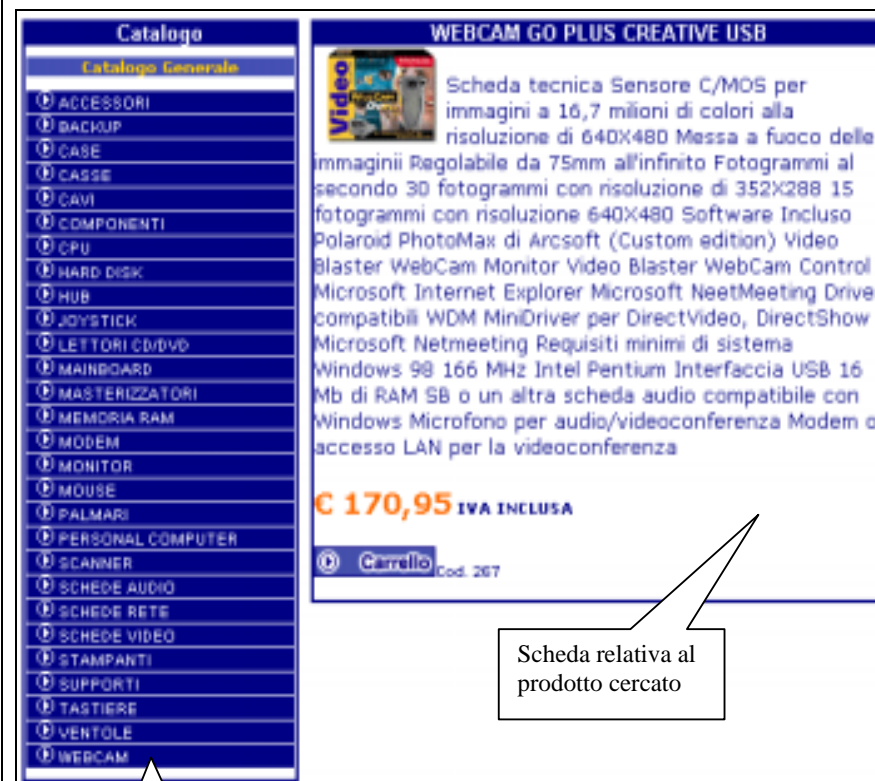 Catalogo
Catalogo Generale
ACCESSORI
BACKUP
CASE
CASSE
CAVI
COMPONENTI
CPU
HARD DISK
HUB
JOYSTICK
LETTORI CD/DVD
MAINBOARD
MASTERIZZATORI
MEMORIA RAM
MODEM
MONITOR
MOUSE
PALMARI
PERSONAL COMPUTER
SCANNER
SCHEDE AUDIO
SCHEDE RETE
SCHEDE VIDEO
STAMPANTI
SUPPORTI
TASTIERE
VENTOLE
WEBCAM
WEBCAM GO PLUS CREATIVE USB
Video
Scheda tecnica Sensore C/MOS per
immagini a 16,7 milioni di colori alla
risoluzione di 640X480 Messa a fuoco delle
immaginii Regolabile da 75mm all'infinito Fotogrammi al
secondo 30 fotogrammi con risoluzione di 352X288 15
fotogrammi con risoluzione 640X480 Software Incluso
Polaroid PhotoMax di Arcsoft (Custom edition) Video
Blaster WebCam Monitor Video Blaster WebCam Control
Microsoft Internet Explorer Microsoft NeetMeeting Drive
compatibili WDM MiniDriver per DirectVideo, DirectShow
Microsoft Netmeeting Requisiti minimi di sistema
Windows 98 166 MHz Intel Pentium Interfaccia USB 16
Mb di RAM SB o un altra scheda audio compatibile con
Windows Microfono per audio/videoconferenza Modem o
accesso LAN per la videoconferenza
€ 170,95 IVA INCLUSA
Carrello Cod. 267
Scheda relativa al
prodotto cercato